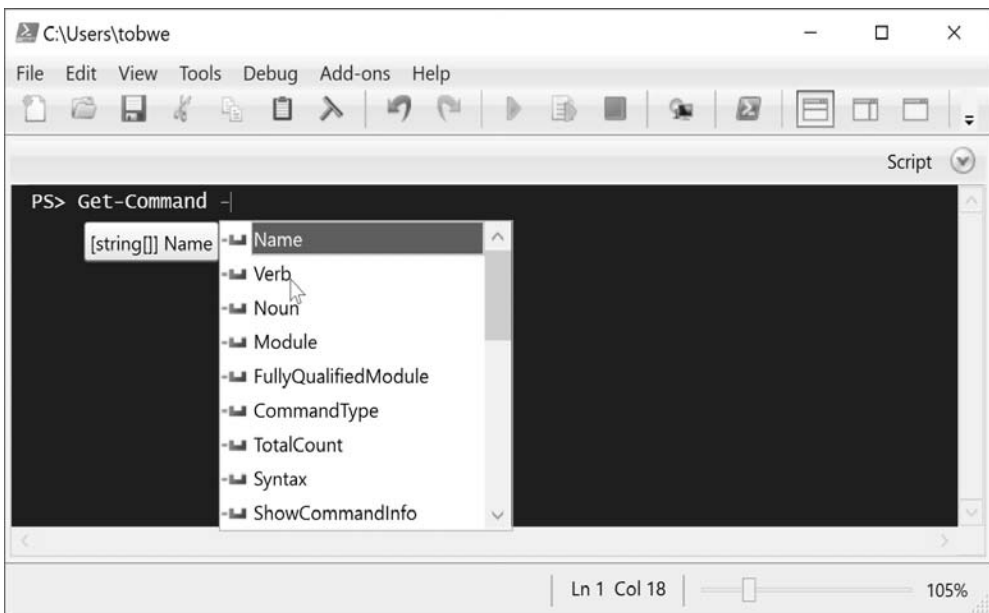 C:\Users\tobwe
File Edit View Tools Debug Add-ons Help
Script
PS> Get-Command -
[string[]] Name
Name
Verb
Noun
Module
FullyQualifiedModule
CommandType
TotalCount
Syntax
ShowCommandInfo
Ln 1 Col 18
105%